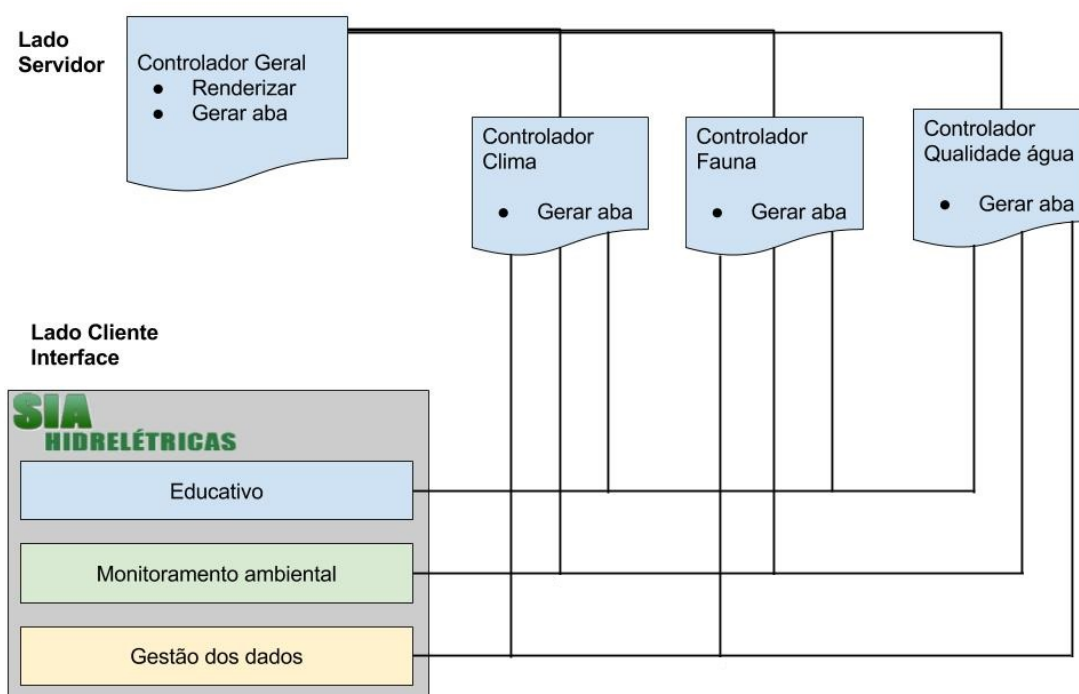 Lado
Servidor
Controlador Geral
● Renderizar
● Gerar aba
Controlador
Clima
● Gerar aba
Controlador
Fauna
● Gerar aba
Controlador
Qualidade água
● Gerar aba
Lado Cliente
Interface
SIA
HIDRELÉTRICAS
Educativo
Monitoramento ambiental
Gestão dos dados